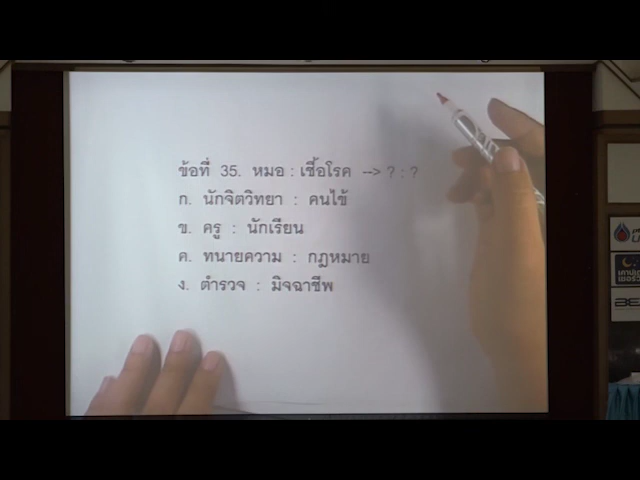 ข้อที่ 35. หมอ : เชื้อโรค --> ? : ?
ก. นักจิตวิทยา : คนไข้
ข. ครู : นักเรียน
ค. ทนายความ : กฎหมาย
ง. ตำรวจ : มิจฉาชีพ